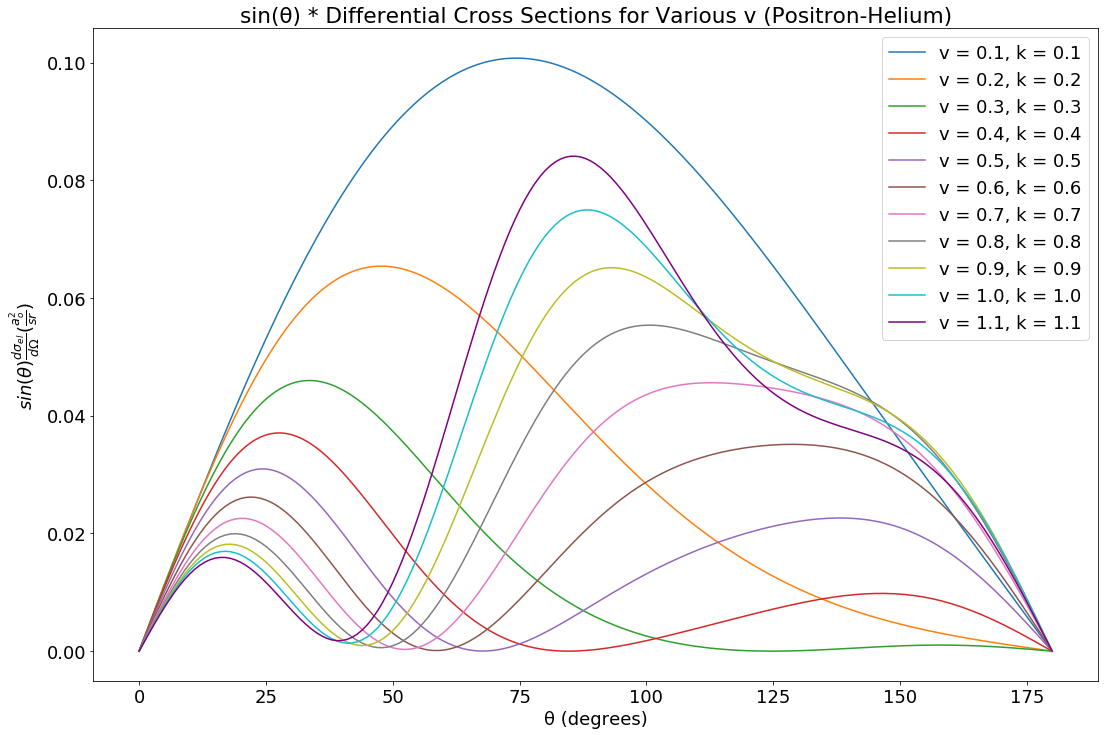 sin(θ) * Differential Cross Sections for Various v (Positron-Helium)
v = 0.1, k = 0.1
v = 0.2, k = 0.2
v = 0.3, k = 0.3
v = 0.4, k = 0.4
v = 0.5, k = 0.5
v = 0.6, k = 0.6
v = 0.7, k = 0.7
v = 0.8, k = 0.8
v = 0.9, k = 0.9
v = 1.0, k = 1.0
v = 1.1, k = 1.1
0.10
0.08
0.06
0.04
0.02
0.00
sin(θ) dσ_el/dΩ (a_o^2/sr)
0 25 50 75 100 125 150 175
θ (degrees)